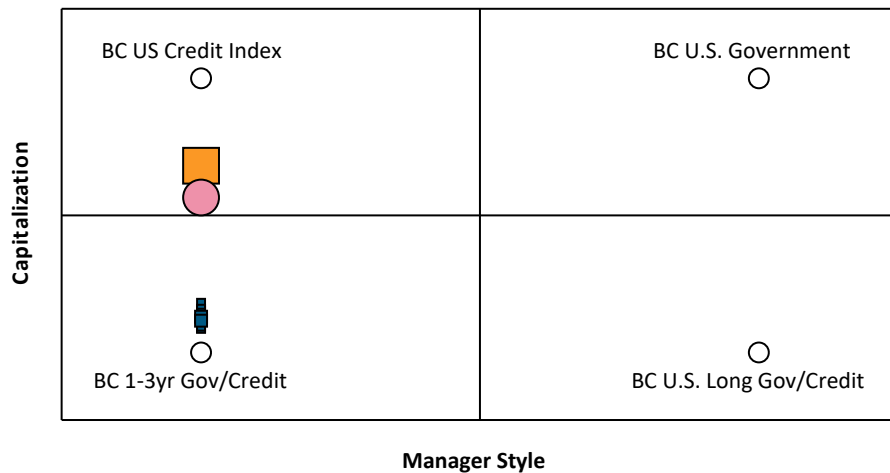 BC US Credit Index
BC U.S. Government
Capitalization
BC 1-3yr Gov/Credit
BC U.S. Long Gov/Credit
Manager Style